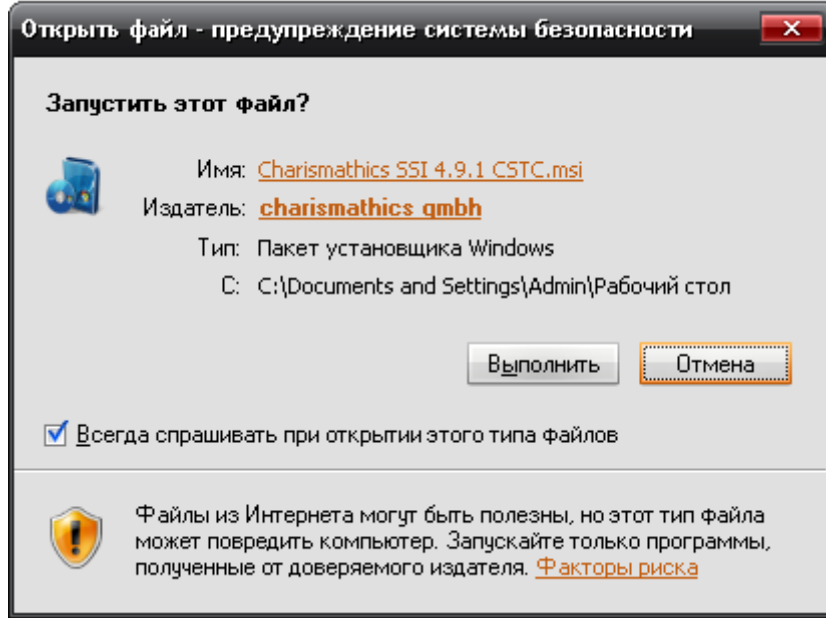 Открыть файл - предупреждение системы безопасности
Запустить этот файл?
Имя: Charismathics SSI 4.9.1 CSTC.msi
Издатель: charismathics gmbh
Тип: Пакет установщика Windows
С: C:\Documents and Settings\Admin\Рабочий стол
Выполнить Отмена
Всегда спрашивать при открытии этого типа файлов
Файлы из Интернета могут быть полезны, но этот тип файла
может повредить компьютер. Запускайте только программы,
полученные от доверяемого издателя. Факторы риска